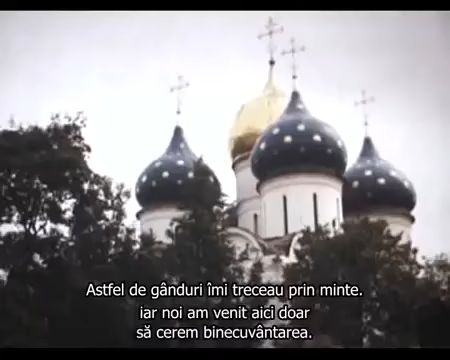 Astfel de gânduri îmi treceau prin minte.
iar noi am venit aici doar
să cerem binecuvântarea.